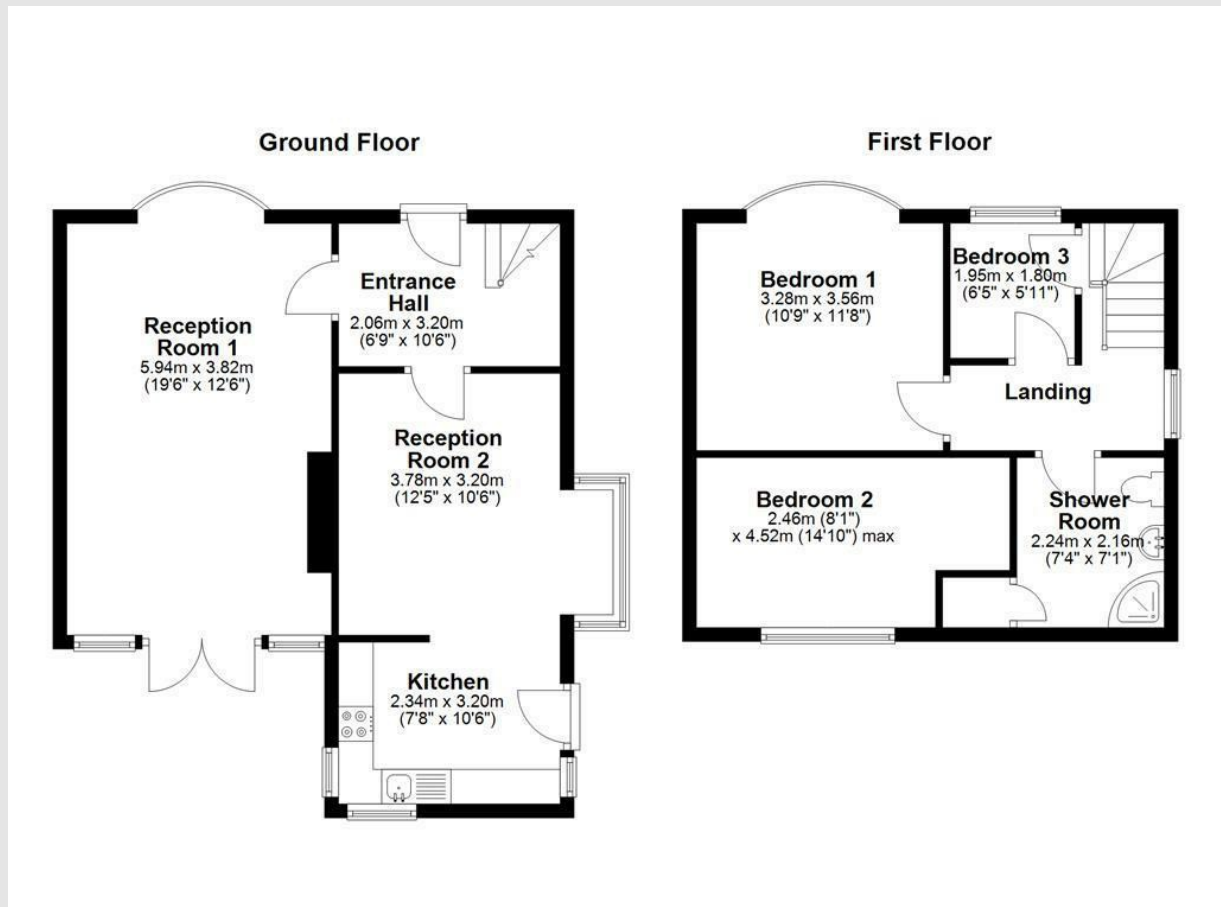 Ground Floor
Reception
Room 1
5.94m x 3.82m
(19'6" x 12'6")
Entrance
Hall
2.06m x 3.20m
(6'9" x 10'6")
Reception
Room 2
3.78m x 3.20m
(12'5" x 10'6")
Kitchen
2.34m x 3.20m
(7'8" x 10'6")
First Floor
Bedroom 1
3.28m x 3.56m
(10'9" x 11'8")
Bedroom 3
1.95m x 1.80m
(6'5" x 5'11")
Landing
Bedroom 2
2.46m (8'1")
x 4.52m (14'10") max
Shower
Room
2.24m x 2.16m
(7'4" x 7'1")